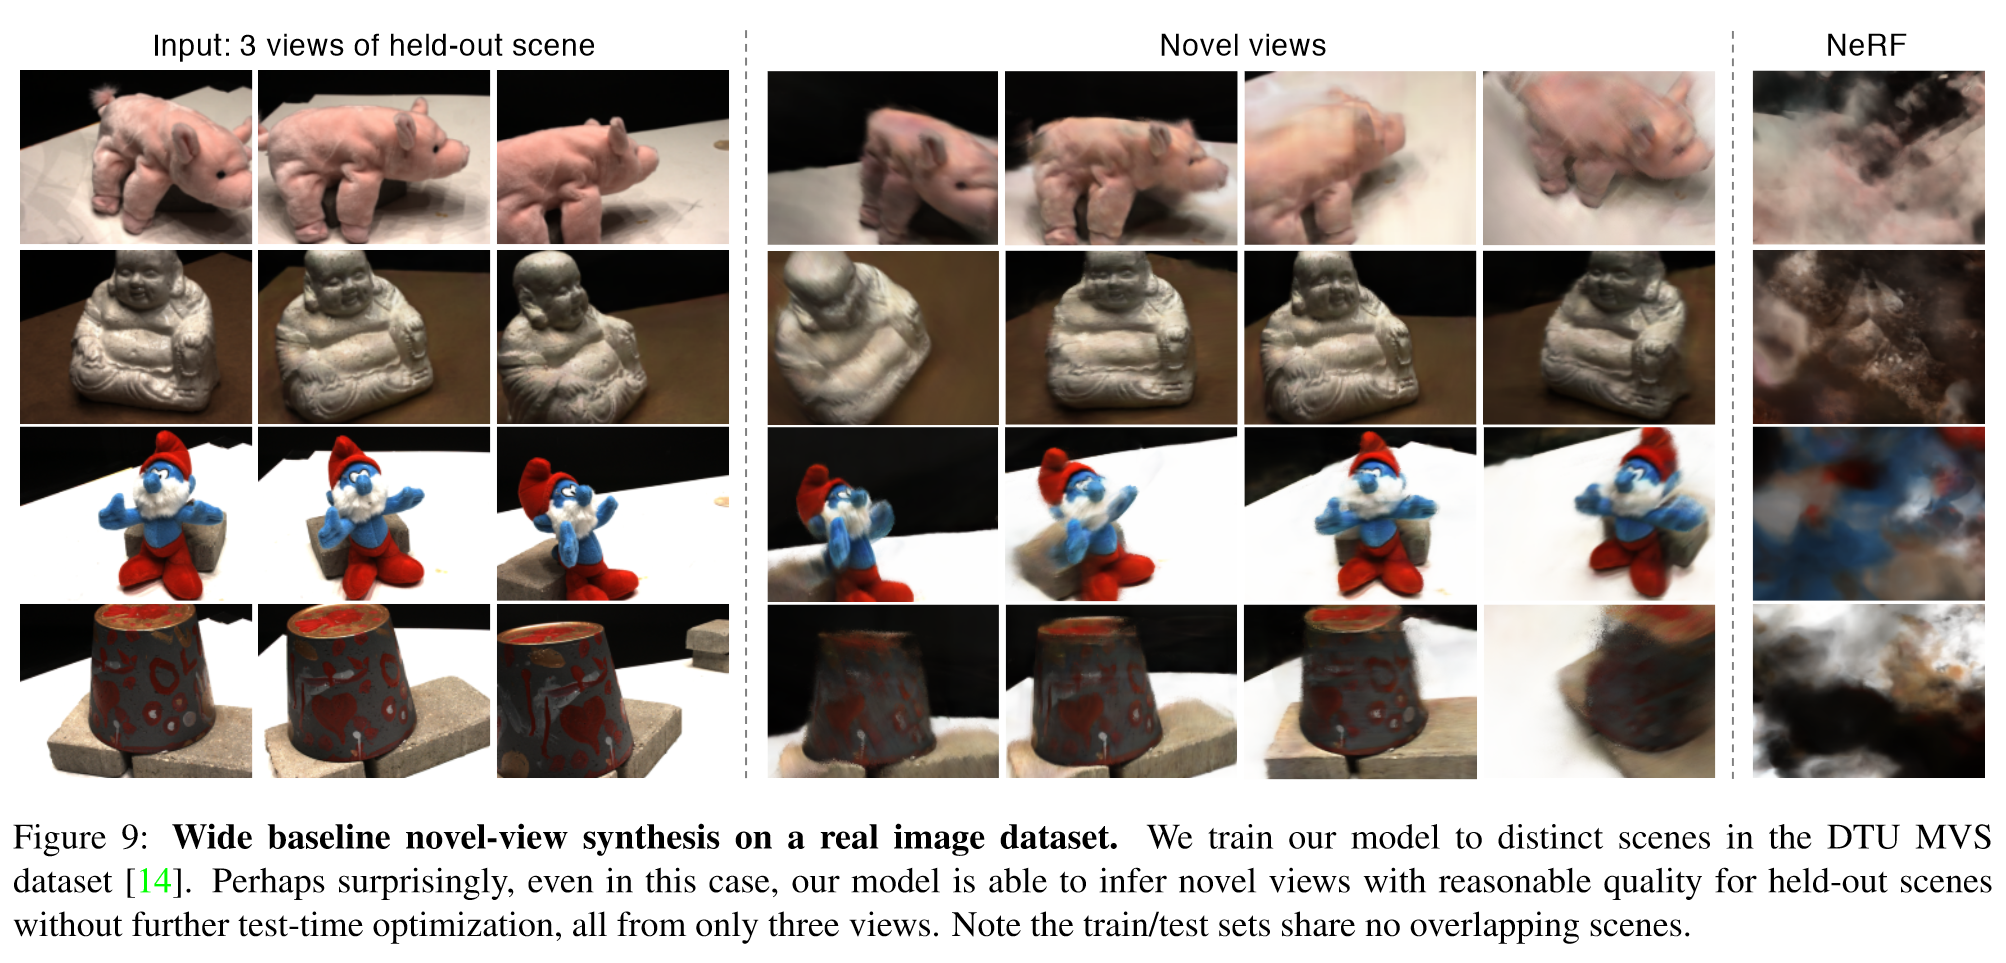 Input: 3 views of held-out scene
Novel views
NeRF
Figure 9: Wide baseline novel-view synthesis on a real image dataset. We train our model to distinct scenes in the DTU MVS
dataset [14]. Perhaps surprisingly, even in this case, our model is able to infer novel views with reasonable quality for held-out scenes
without further test-time optimization, all from only three views. Note the train/test sets share no overlapping scenes.